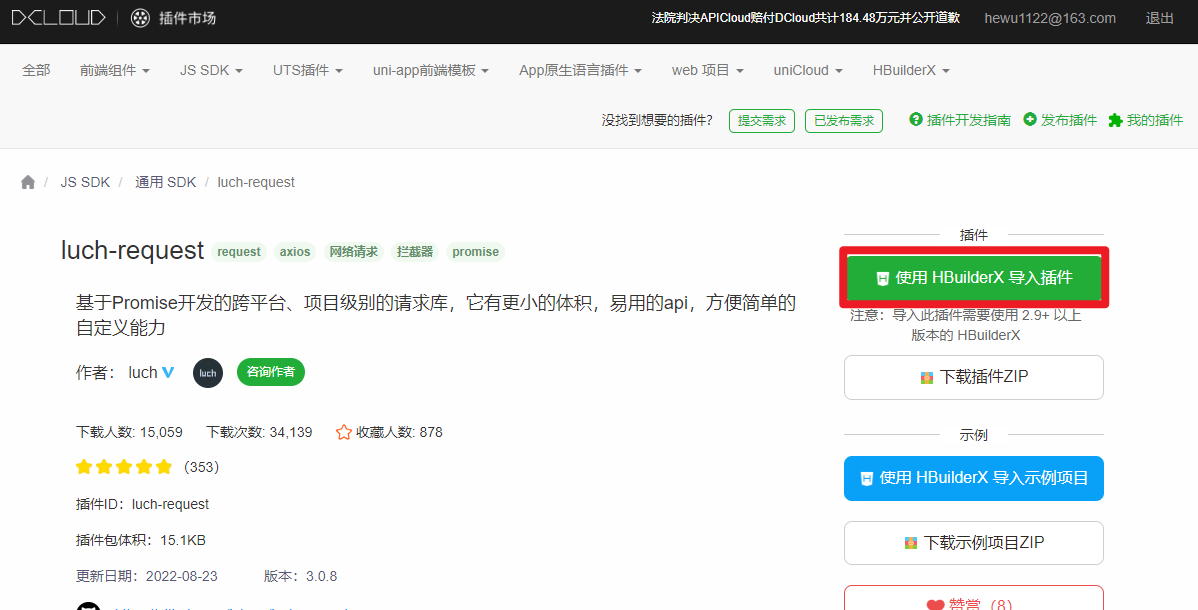 DCLOUD 插件市场 法院判决APICloud赔付DCloud共计184.48万元并公开道歉 hewu1122@163.com 退出
全部 前端组件 JS SDK UTS插件 uni-app前端模板 App原生语言插件 web 项目 uniCloud HBuilderX
没找到想要的插件? 提交需求 已发布需求 插件开发指南 发布插件 我的插件
/ JS SDK / 通用 SDK / luch-request
luch-request request axios 网络请求 拦截器 promise
基于Promise开发的跨平台、项目级别的请求库，它有更小的体积，易用的api，方便简单的
自定义能力
作者： luch luch 咨询作者
下载人数: 15,059 下载次数: 34,139 收藏人数: 878
(353)
插件ID：luch-request
插件包体积：15.1KB
更新日期：2022-08-23 版本：3.0.8
插件
使用 HBuilderX 导入插件
注意：导入此插件需要使用 2.9+ 以上
版本的 HBuilderX
下载插件ZIP
示例
使用 HBuilderX 导入示例项目
下载示例项目ZIP
赞赏（8）